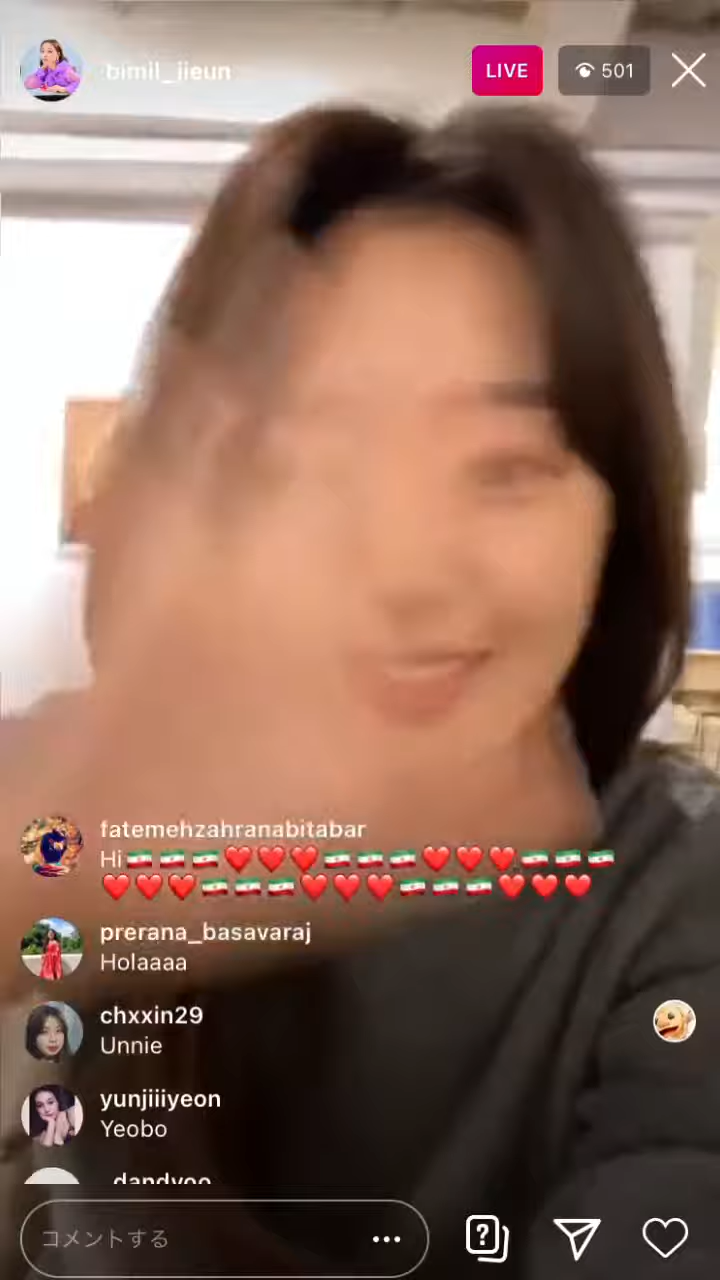 bimil_jieun
LIVE
501
fatemehzahranabitabar
Hi🇮🇷🇮🇷🇮🇷❤️❤️❤️🇮🇷🇮🇷🇮🇷❤️❤️❤️🇮🇷🇮🇷🇮🇷
❤️❤️❤️🇮🇷🇮🇷🇮🇷❤️❤️❤️🇮🇷🇮🇷🇮🇷❤️❤️❤️
prerana_basavaraj
Holaaaa
chxxin29
Unnie
yunjiiiyeon
Yeobo
コメントする